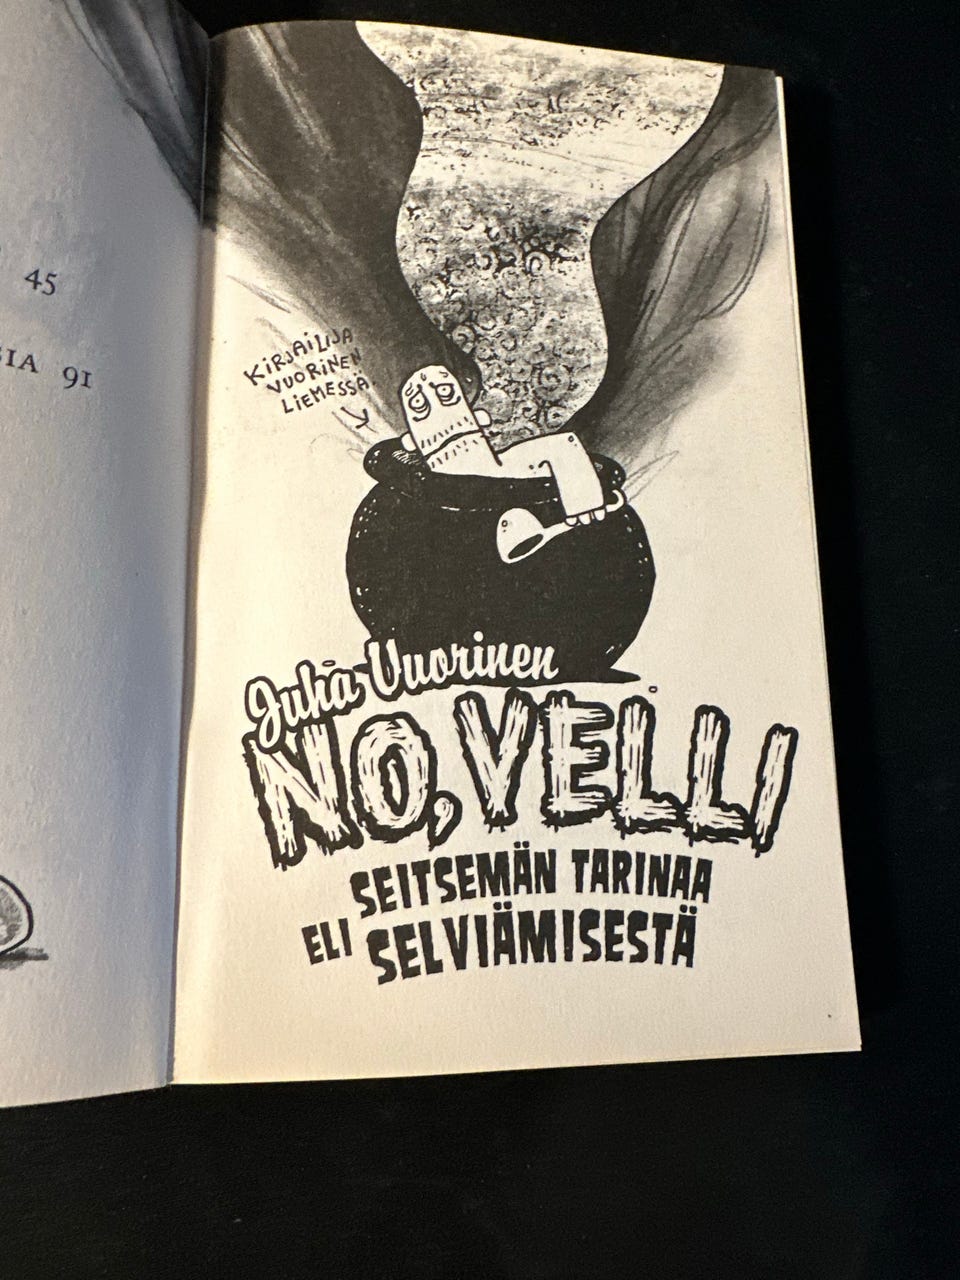 45
IA 91
KIRJAILIJA
VUORINEN
LIEMESSÄ
Juha Vuorinen
NO, VELLI
SEITSEMÄN TARINAA
ELI SELVIÄMISESTÄ